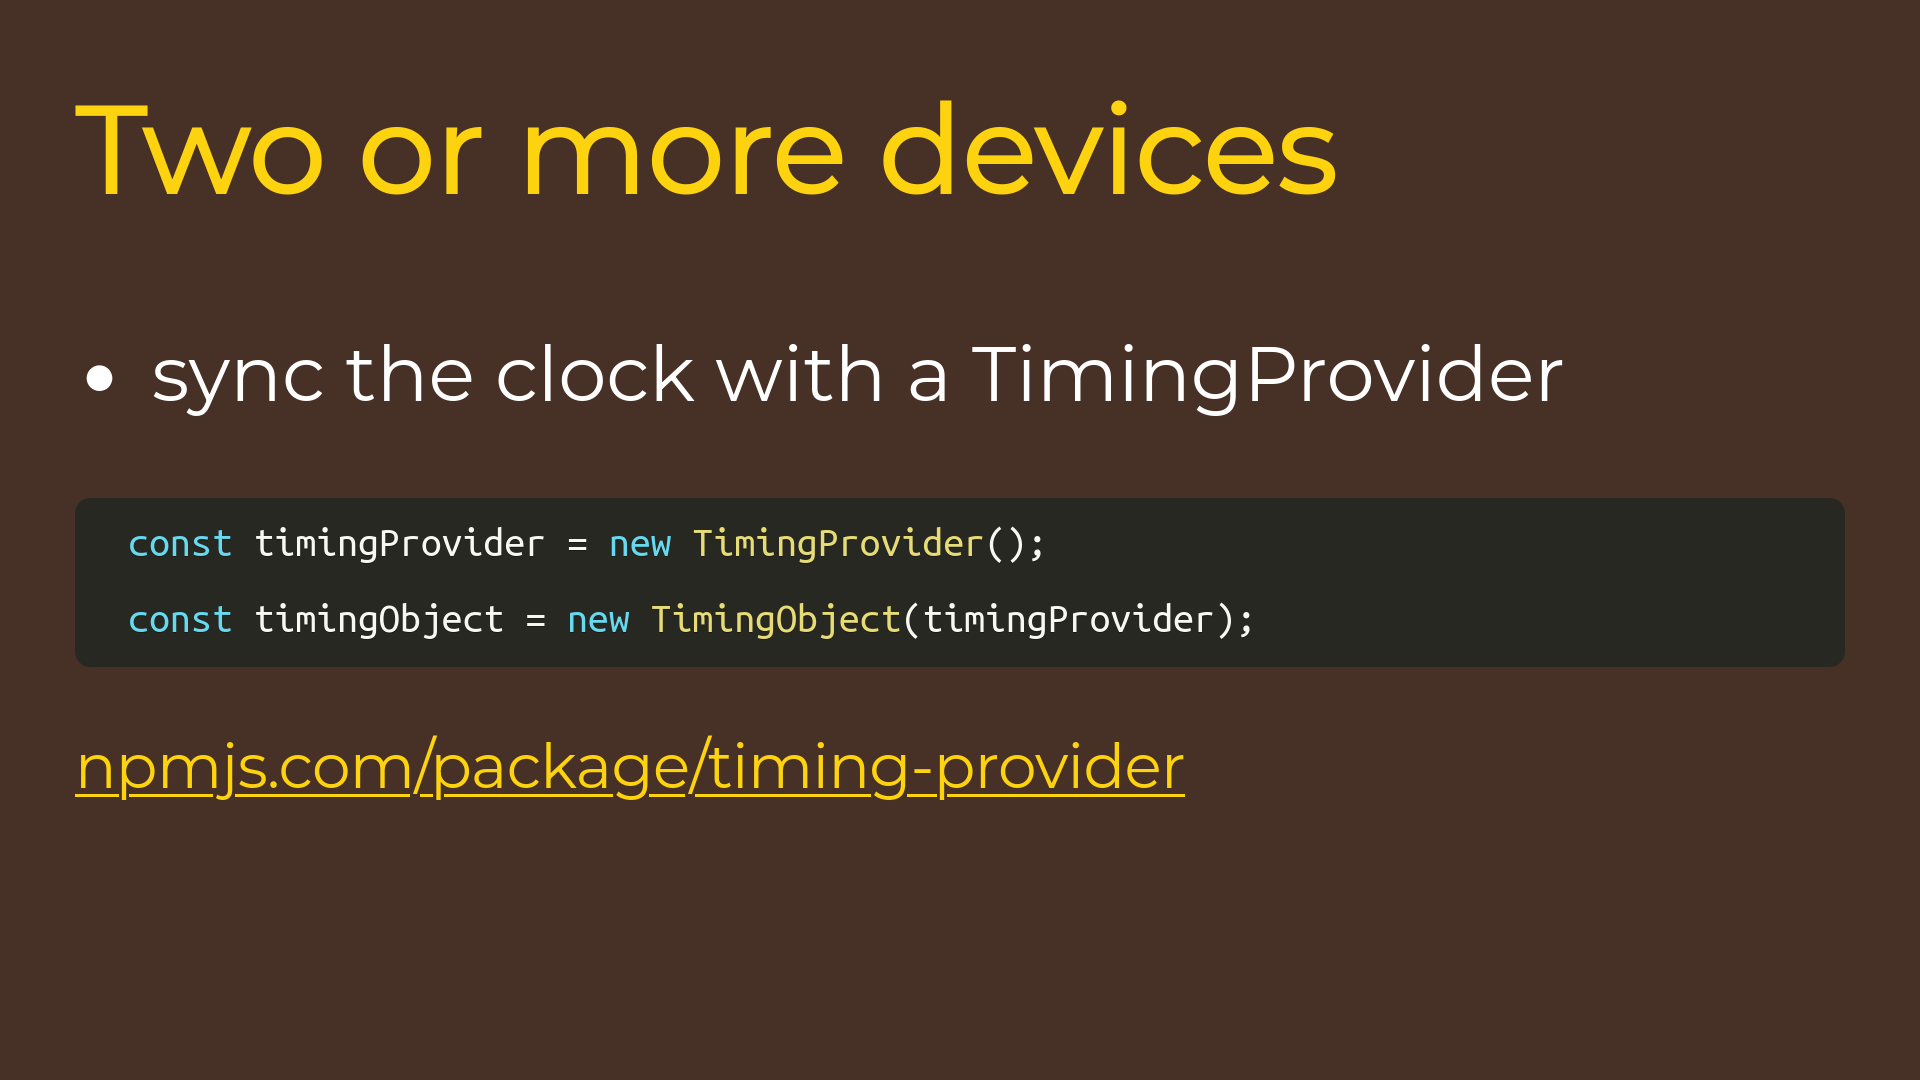 Two or more devices
• sync the clock with a TimingProvider
const timingProvider = new TimingProvider();
const timingObject = new TimingObject(timingProvider);
npmjs.com/package/timing-provider